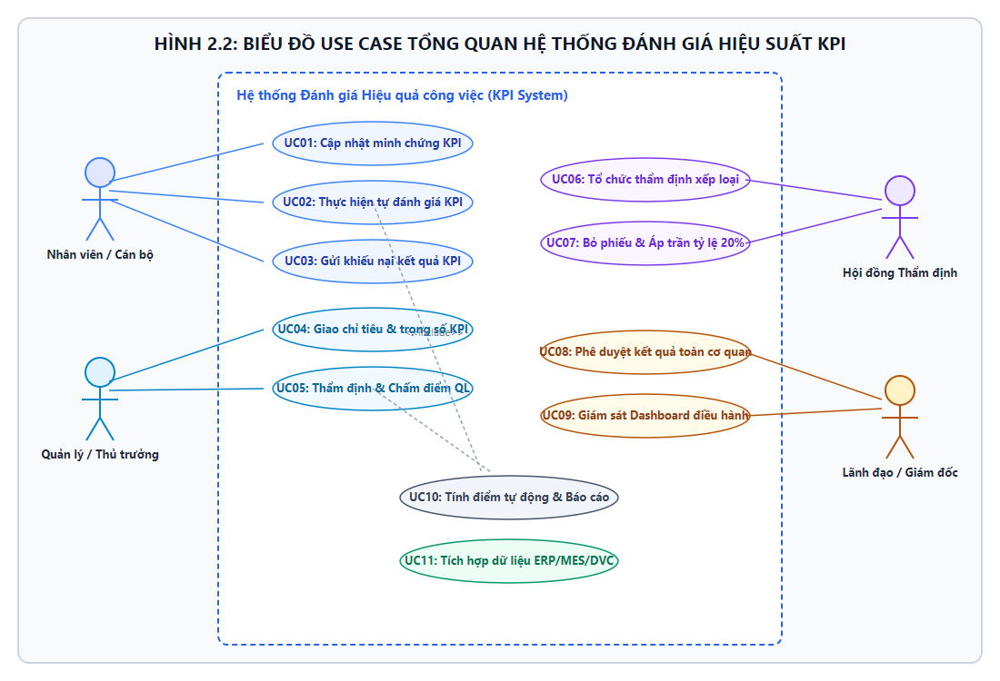 HÌNH 2.2: BIỂU ĐỒ USE CASE TỔNG QUAN HỆ THỐNG ĐÁNH GIÁ HIỆU SUẤT KPI
Hệ thống Đánh giá Hiệu quả công việc (KPI System)
UC01: Cập nhật minh chứng KPI
UC02: Thực hiện tự đánh giá KPI
UC03: Gửi khiếu nại kết quả KPI
Nhân viên / Cán bộ
UC04: Giao chỉ tiêu & trọng số KPI
<<include>>
UC05: Thẩm định & Chấm điểm QL
Quản lý / Thủ trưởng
UC06: Tổ chức thẩm định xếp loại
UC07: Bỏ phiếu & Áp trần tỷ lệ 20%
Hội đồng Thẩm định
UC08: Phê duyệt kết quả toàn cơ quan
UC09: Giám sát Dashboard điều hành
Lãnh đạo / Giám đốc
UC10: Tính điểm tự động & Báo cáo
UC11: Tích hợp dữ liệu ERP/MES/DVC